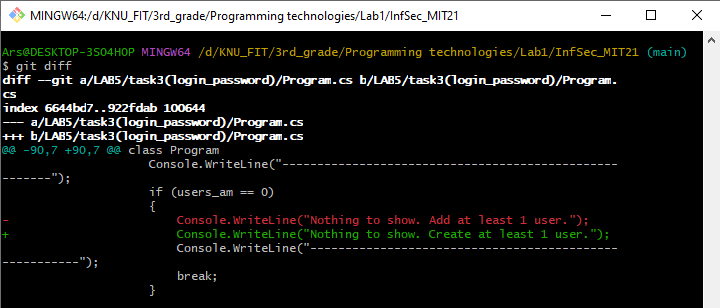 MINGW64:/d/KNU_FIT/3rd_grade/Programming technologies/Lab1/InfSec_MIT21
Ars@DESKTOP-3SO4HOP MINGW64 /d/KNU_FIT/3rd_grade/Programming technologies/Lab1/InfSec_MIT21 (main)
$ git diff
diff --git a/LAB5/task3(login_password)/Program.cs b/LAB5/task3(login_password)/Program.
cs
index 6644bd7..922fdab 100644
--- a/LAB5/task3(login_password)/Program.cs
+++ b/LAB5/task3(login_password)/Program.cs
@@ -90,7 +90,7 @@ class Program
                     Console.WriteLine("------------------------------------------------
-------");
                     if (users_am == 0)
                     {
-                        Console.WriteLine("Nothing to show. Add at least 1 user.");
+                        Console.WriteLine("Nothing to show. Create at least 1 user.");
                         Console.WriteLine("--------------------------------------------
-----------");
                         break;
                     }